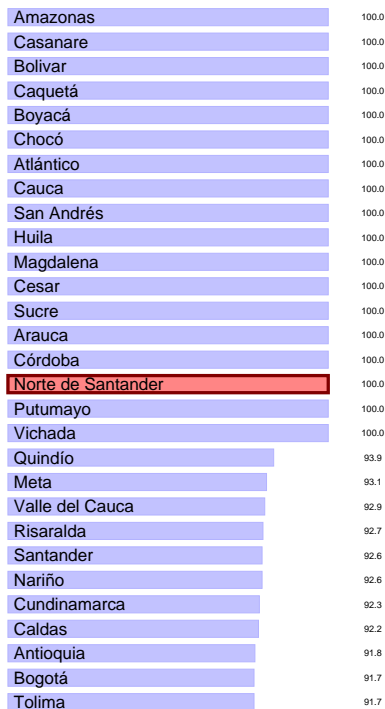 Amazonas 100.0
Casanare 100.0
Bolivar 100.0
Caquetá 100.0
Boyacá 100.0
Chocó 100.0
Atlántico 100.0
Cauca 100.0
San Andrés 100.0
Huila 100.0
Magdalena 100.0
Cesar 100.0
Sucre 100.0
Arauca 100.0
Córdoba 100.0
Norte de Santander 100.0
Putumayo 100.0
Vichada 100.0
Quindío 93.9
Meta 93.1
Valle del Cauca 92.9
Risaralda 92.7
Santander 92.6
Nariño 92.6
Cundinamarca 92.3
Caldas 92.2
Antioquia 91.8
Bogotá 91.7
Tolima 91.7